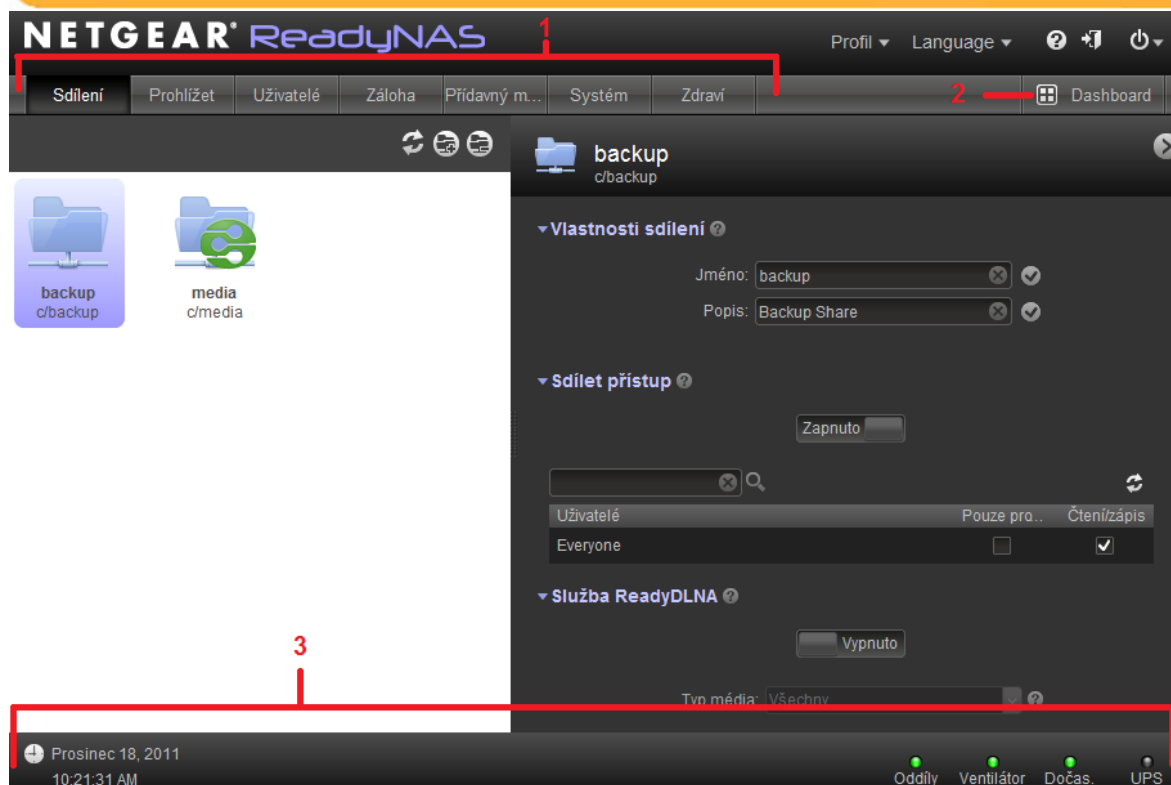 NETGEAR® ReadyNAS
1
Profil
Language
Sdílení
Prohlížet
Uživatelé
Záloha
Přídavný m...
Systém
Zdraví
2
Dashboard
backup
c/backup
backup
c/backup
media
c/media
Vlastnosti sdílení
Jméno: backup
Popis: Backup Share
Sdílet přístup
Zapnuto
Uživatelé Pouze pro.. Čtení/zápis
Everyone
Služba ReadyDLNA
Vypnuto
3
Typ média: Všechny
Prosinec 18, 2011
10:21:31 AM
Oddíly Ventilátor Dočas. UPS